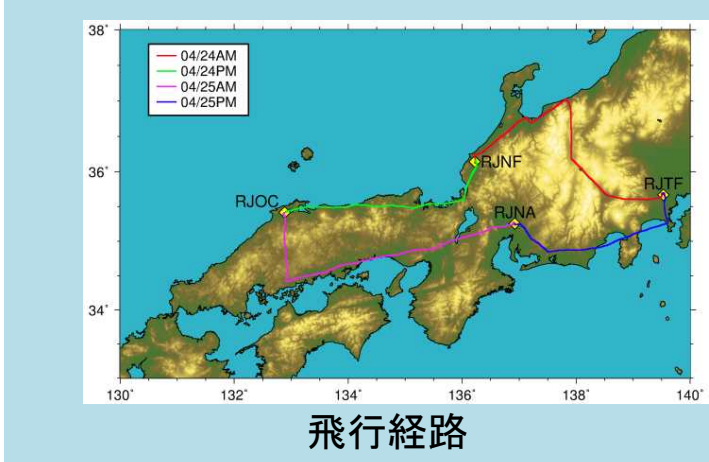 38˚
04/24AM
04/24PM
04/25AM
04/25PM
RJNF
36˚
RJTF
RJOC
RJNA
34˚
130˚ 132˚ 134˚ 136˚ 138˚ 140˚
飛行経路